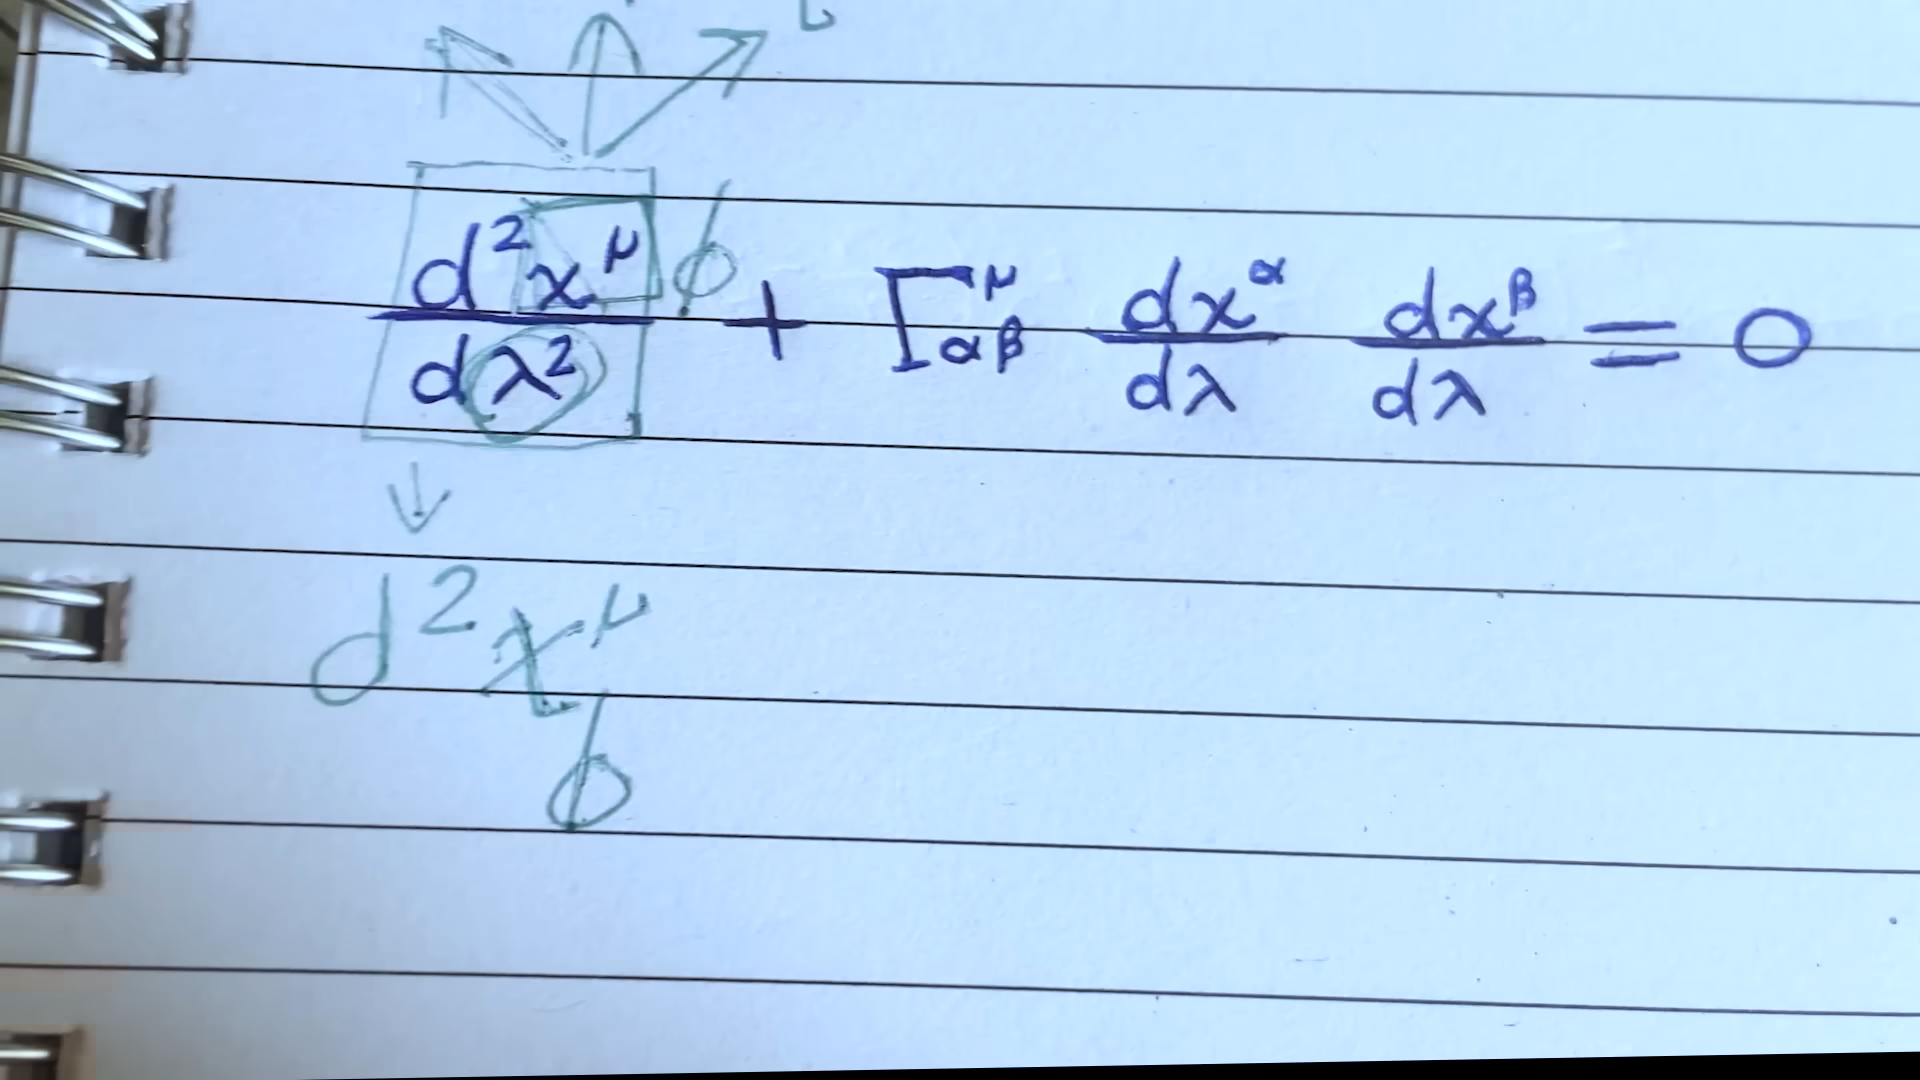 d²x^μ/dλ² φ + Γ^μ_αβ dx^α/dλ dx^β/dλ = 0
d²x^μ
φ